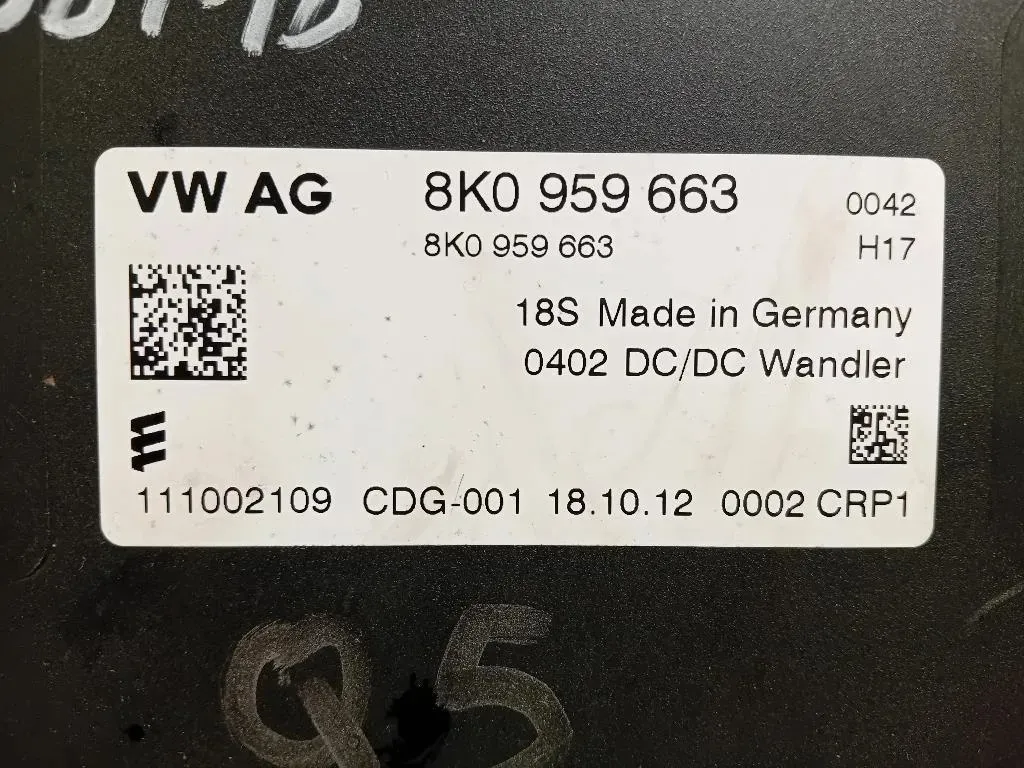 VW AG 8K0 959 663 0042
8K0 959 663 H17
18S Made in Germany
0402 DC/DC Wandler
111002109 CDG-001 18.10.12 0002 CRP1
Q5